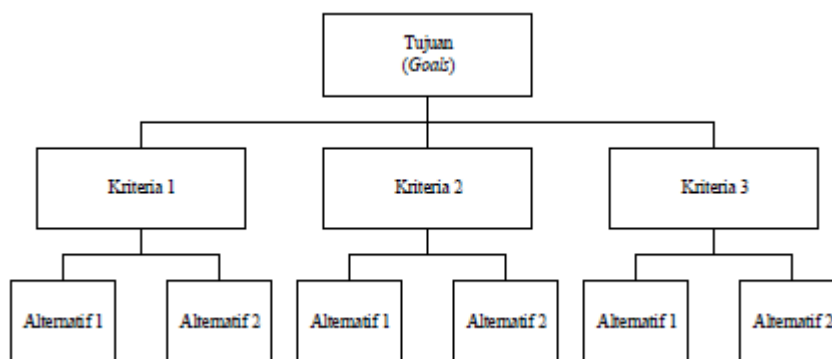 Tujuan
(Goals)
Kriteria 1
Kriteria 2
Kriteria 3
Alternatif 1
Alternatif 2
Alternatif 1
Alternatif 2
Alternatif 1
Alternatif 2